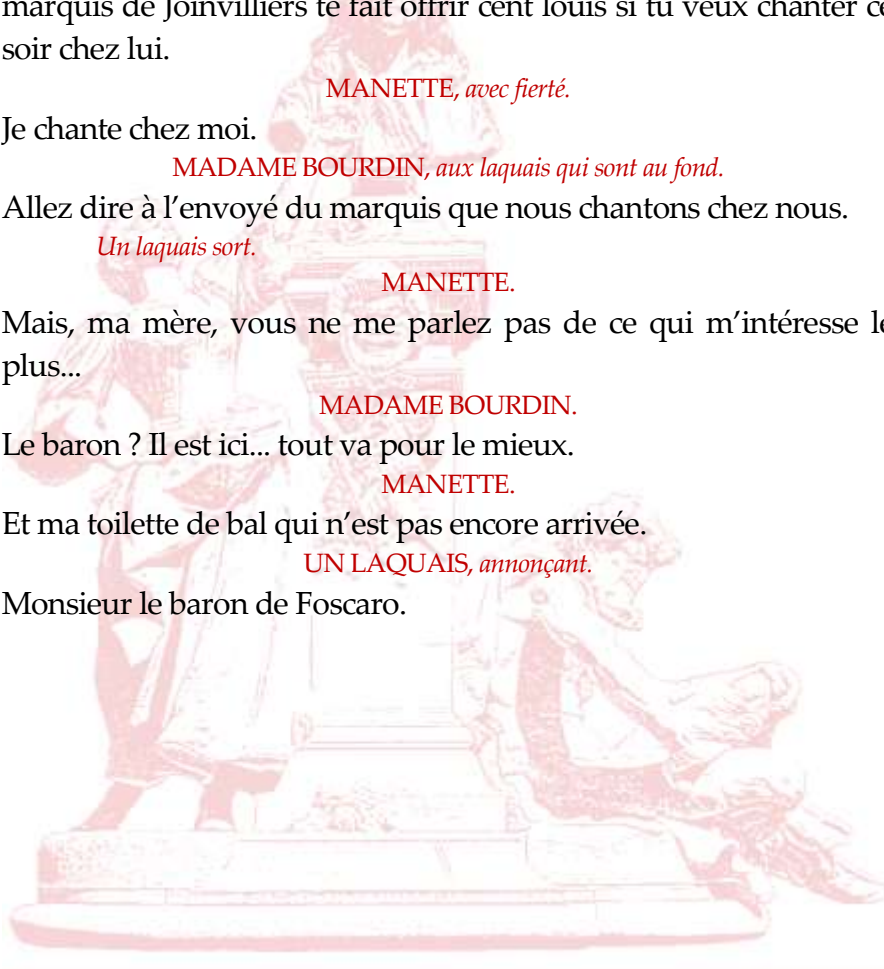 marquis de Joinvilliers te fait offrir cent louis si tu veux chanter ce
soir chez lui.
MANETTE, avec fierté.
Je chante chez moi.
MADAME BOURDIN, aux laquais qui sont au fond.
Allez dire à l’envoyé du marquis que nous chantons chez nous.
Un laquais sort.
MANETTE.
Mais, ma mère, vous ne me parlez pas de ce qui m’intéresse le
plus...
MADAME BOURDIN.
Le baron ? Il est ici... tout va pour le mieux.
MANETTE.
Et ma toilette de bal qui n’est pas encore arrivée.
UN LAQUAIS, annonçant.
Monsieur le baron de Foscaro.